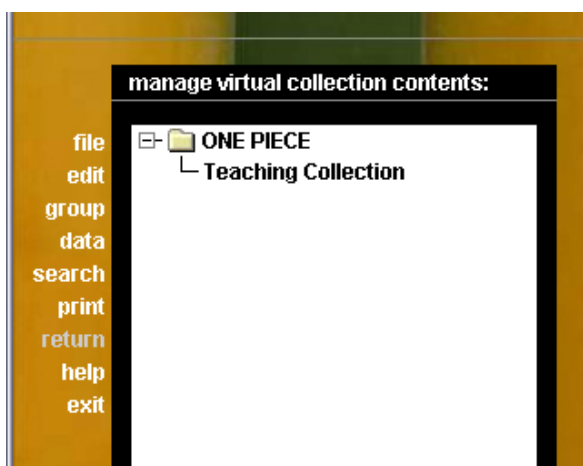 manage virtual collection contents:
file
edit
group
data
search
print
return
help
exit
ONE PIECE
Teaching Collection